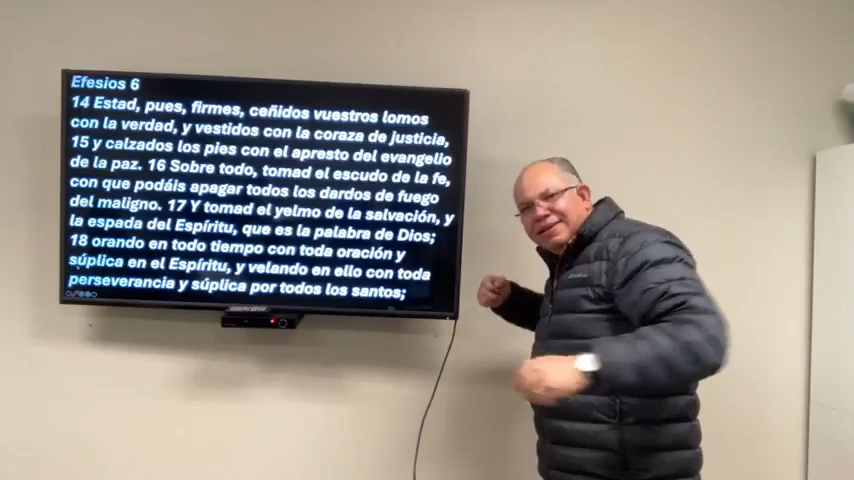 Efesios 6
14 Estad, pues, firmes, ceñidos vuestros lomos
con la verdad, y vestidos con la coraza de justicia,
15 y calzados los pies con el apresto del evangelio
de la paz. 16 Sobre todo, tomad el escudo de la fe,
con que podáis apagar todos los dardos de fuego
del maligno. 17 Y tomad el yelmo de la salvación, y
la espada del Espíritu, que es la palabra de Dios;
18 orando en todo tiempo con toda oración y
súplica en el Espíritu, y velando en ello con toda
perseverancia y súplica por todos los santos;